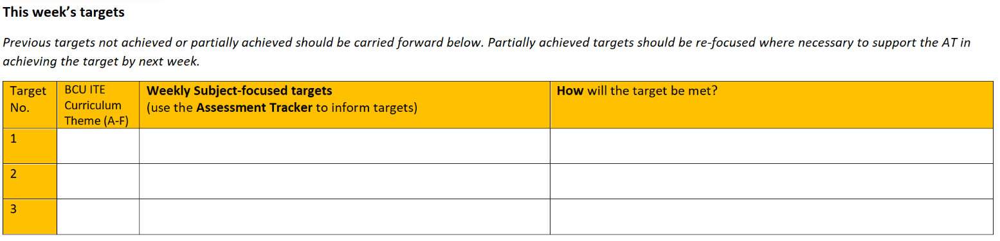 This week’s targets
Previous targets not achieved or partially achieved should be carried forward below. Partially achieved targets should be re-focused where necessary to support the AT in
achieving the target by next week.
Target
No.
BCU ITE
Curriculum
Theme (A-F)
Weekly Subject-focused targets
(use the Assessment Tracker to inform targets)
How will the target be met?
1
2
3